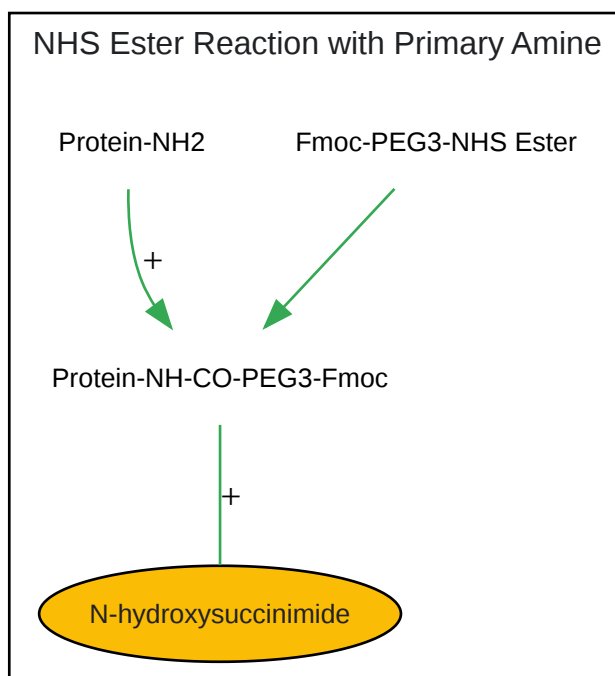 NHS Ester Reaction with Primary Amine
Protein-NH2
Fmoc-PEG3-NHS Ester
+
Protein-NH-CO-PEG3-Fmoc
+
N-hydroxysuccinimide